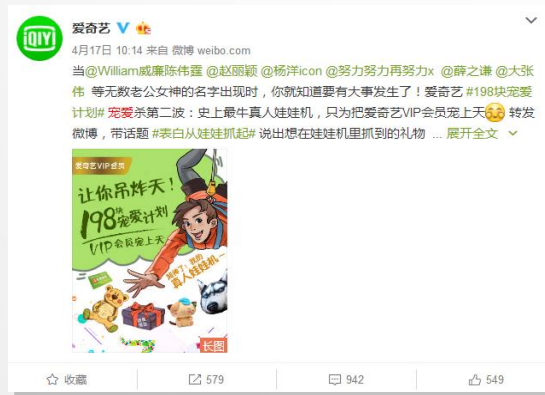 iQIYI
爱奇艺
4月17日 10:14 来自 微博 weibo.com
当@William威廉陈伟霆 @赵丽颖 @杨洋icon @努力努力再努力x @薛之谦 @大张
伟 等无数老公女神的名字出现时，你就知道要有大事发生了！爱奇艺 #198块宠爱
计划# 宠爱杀第二波：史上最牛真人娃娃机，只为把爱奇艺VIP会员宠上天 转发
微博，带话题 #表白从娃娃抓起# 说出想在娃娃机里抓到的礼物 ... 展开全文
爱奇艺VIP会员
让你吊炸天！
198块宠爱计划
VIP会员宠上天
真人娃娃机
长图
收藏
579
942
549